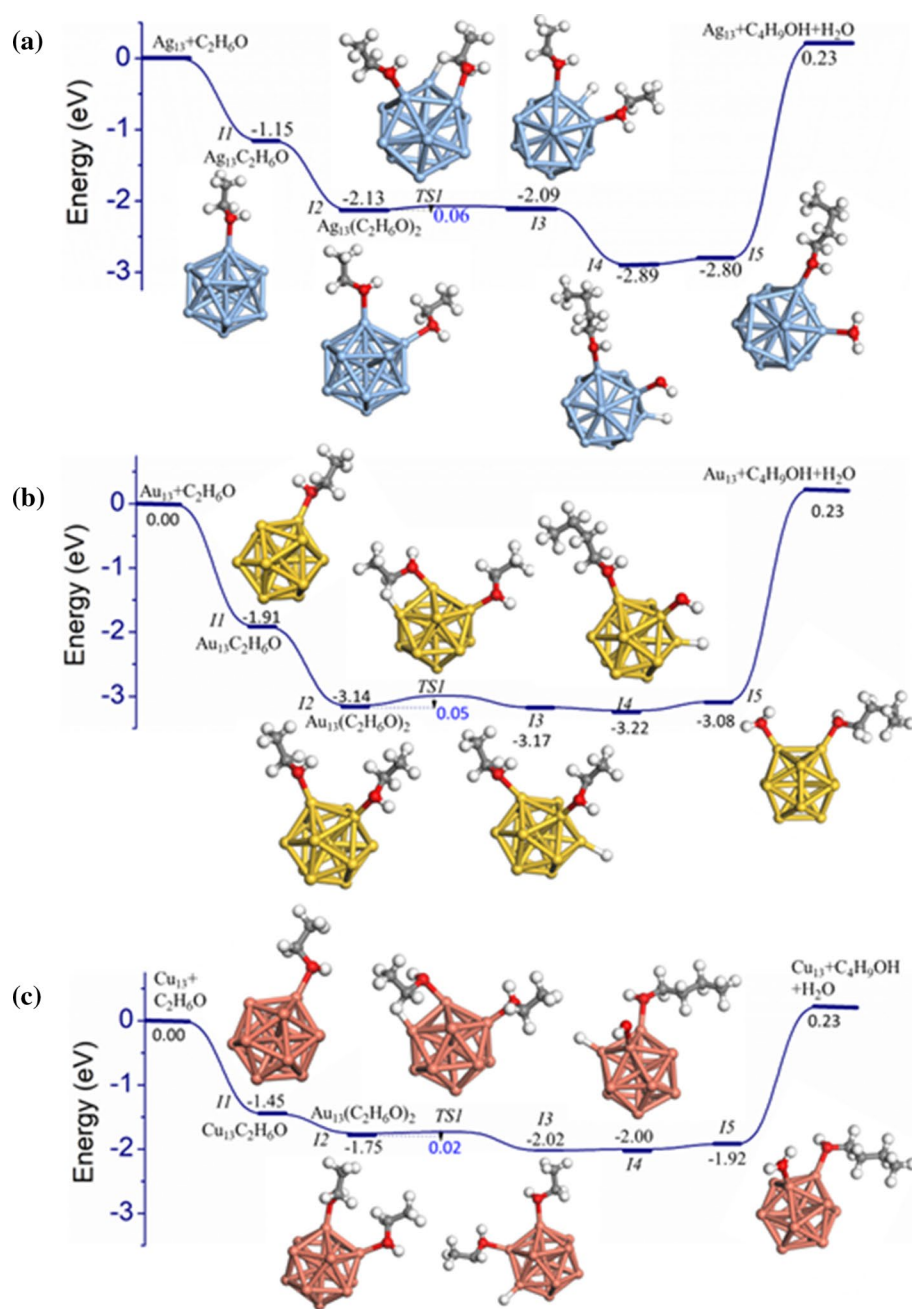 (a)
Energy (eV)
0
-1
-2
-3
Ag₁₃+C₂H₆O
I1
-1.15
Ag₁₃C₂H₆O
I2
-2.13
Ag₁₃(C₂H₆O)₂
TS1
0.06
-2.09
I3
I4
-2.89
-2.80
I5
Ag₁₃+C₄H₉OH+H₂O
0.23
(b)
Energy (eV)
0
-1
-2
-3
Au₁₃+C₂H₆O
0.00
I1
-1.91
Au₁₃C₂H₆O
I2
-3.14
Au₁₃(C₂H₆O)₂
TS1
0.05
I3
-3.17
I4
-3.22
I5
-3.08
Au₁₃+C₄H₉OH+H₂O
0.23
(c)
Energy (eV)
0
-1
-2
-3
Cu₁₃+
C₂H₆O
0.00
I1
-1.45
Cu₁₃C₂H₆O
Au₁₃(C₂H₆O)₂
I2
-1.75
TS1
0.02
I3
-2.02
-2.00
I4
I5
-1.92
Cu₁₃+C₄H₉OH
+H₂O
0.23